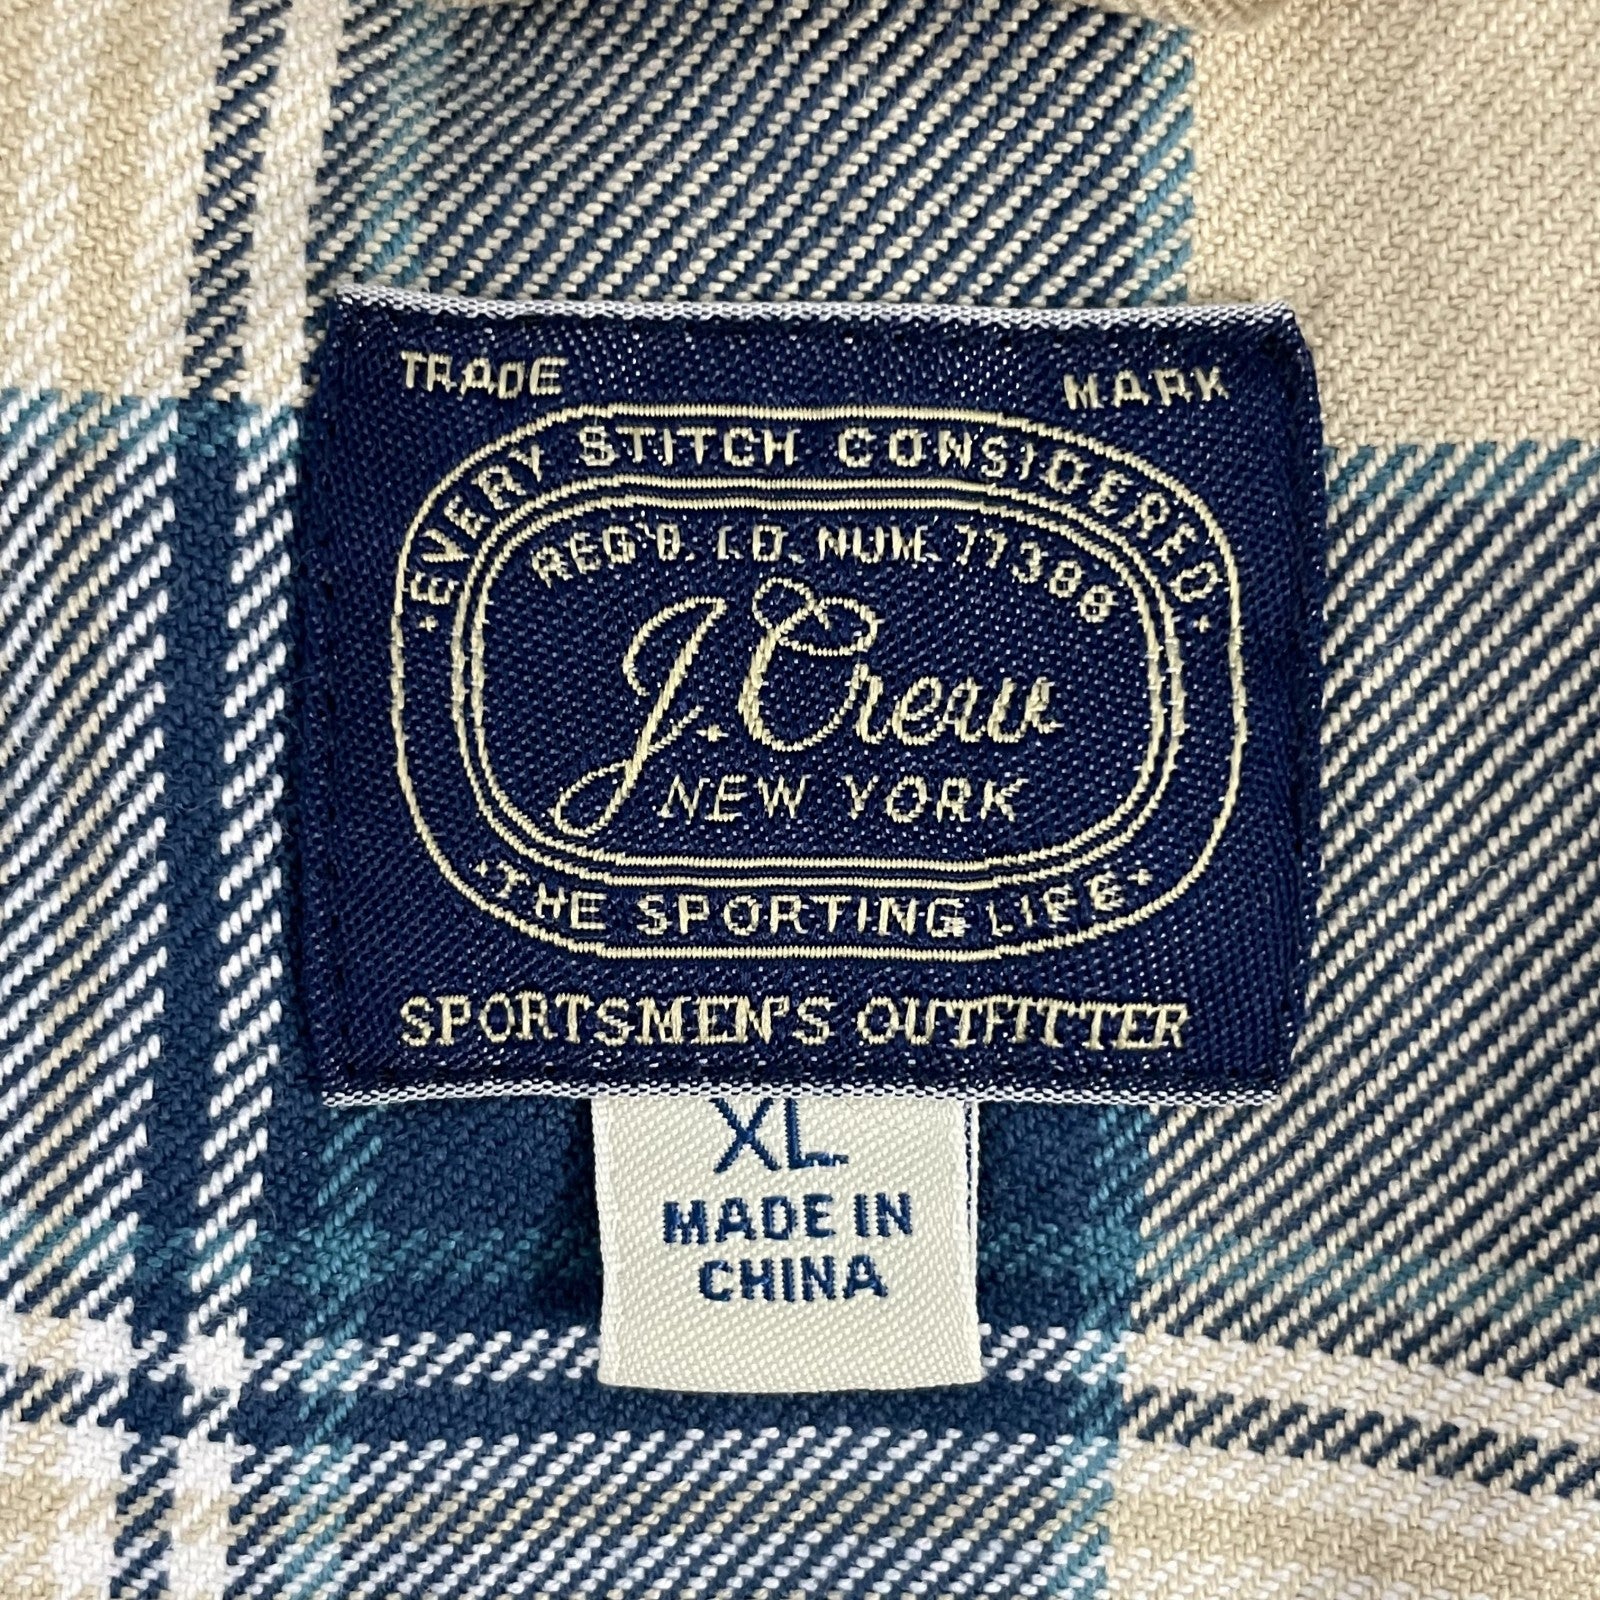 TRADE MARK
· EVERY STITCH CONSIDERED ·
REG'D. I.D. NUM. 77388
J.Crew
NEW YORK
· THE SPORTING LIFE ·
SPORTSMEN'S OUTFITTER
XL
MADE IN
CHINA